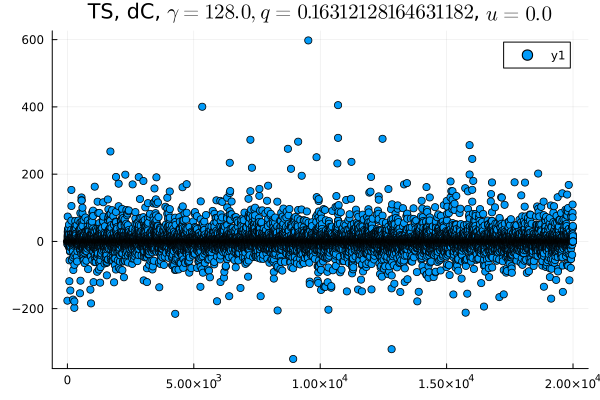 TS, dC, γ = 128.0, q = 0.16312128164631182, u = 0.0
y1
600
400
200
0
−200
0 5.00×10³ 1.00×10⁴ 1.50×10⁴ 2.00×10⁴